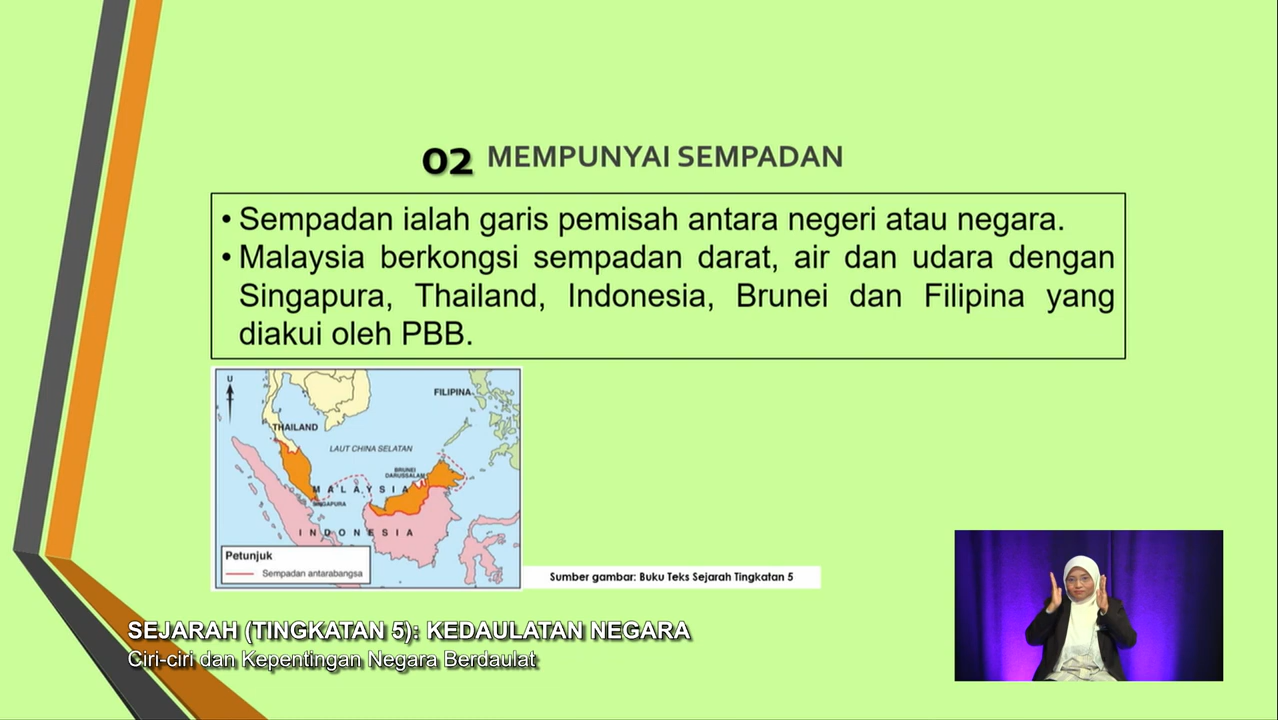 02 MEMPUNYAI SEMPADAN
• Sempadan ialah garis pemisah antara negeri atau negara.
• Malaysia berkongsi sempadan darat, air dan udara dengan
Singapura, Thailand, Indonesia, Brunei dan Filipina yang
diakui oleh PBB.
U
FILIPINA
THAILAND
LAUT CHINA SELATAN
BRUNEI
DARUSSALAM
MALAYSIA
SINGAPURA
INDONESIA
Petunjuk
Sempadan antarabangsa
Sumber gambar: Buku Teks Sejarah Tingkatan 5
SEJARAH (TINGKATAN 5): KEDAULATAN NEGARA
Ciri-ciri dan Kepentingan Negara Berdaulat